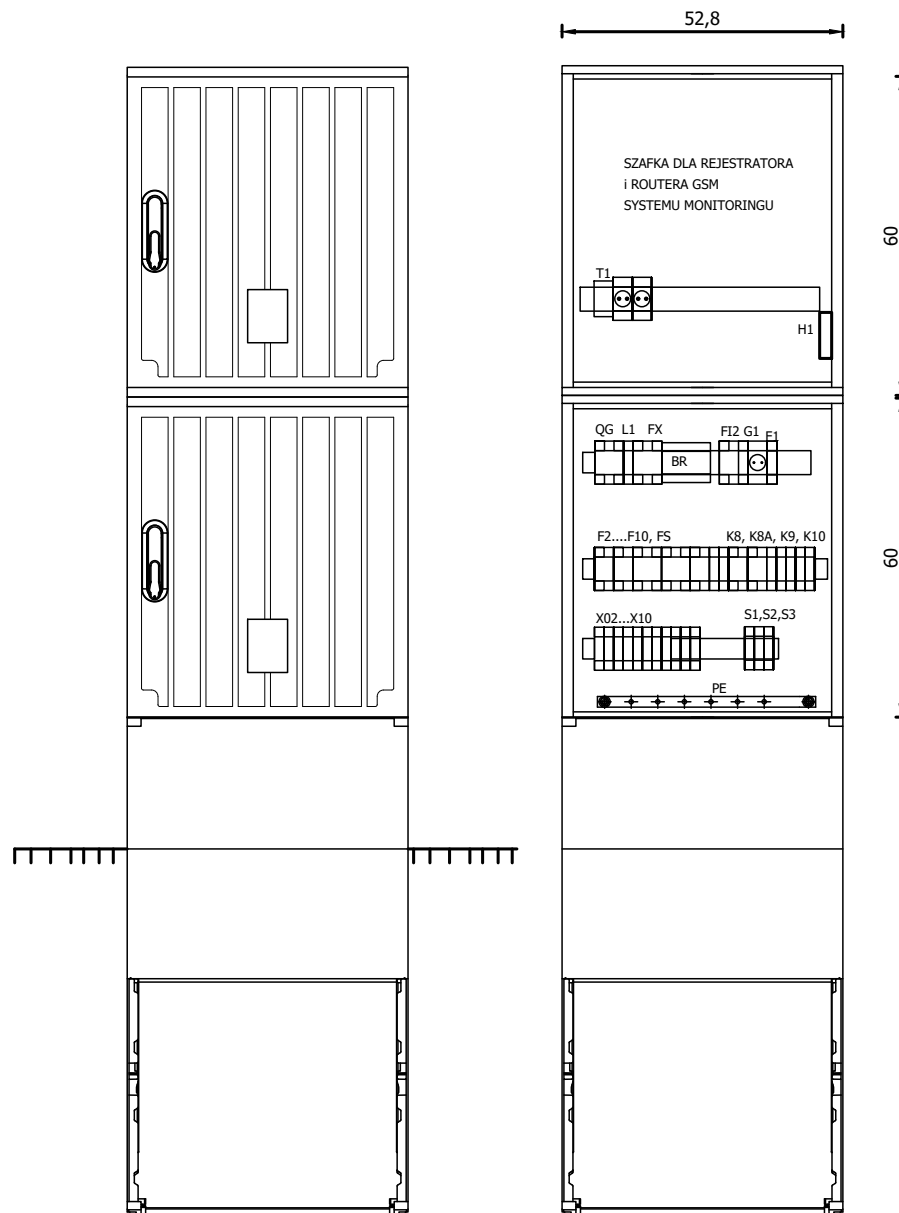 52,8
SZAFKA DLA REJESTRATORA
i ROUTERA GSM
SYSTEMU MONITORINGU
60
T1
H1
QG L1 FX FI2 G1 F1
BR
F2....F10, FS K8, K8A, K9, K10
60
X02...X10 S1,S2,S3
PE